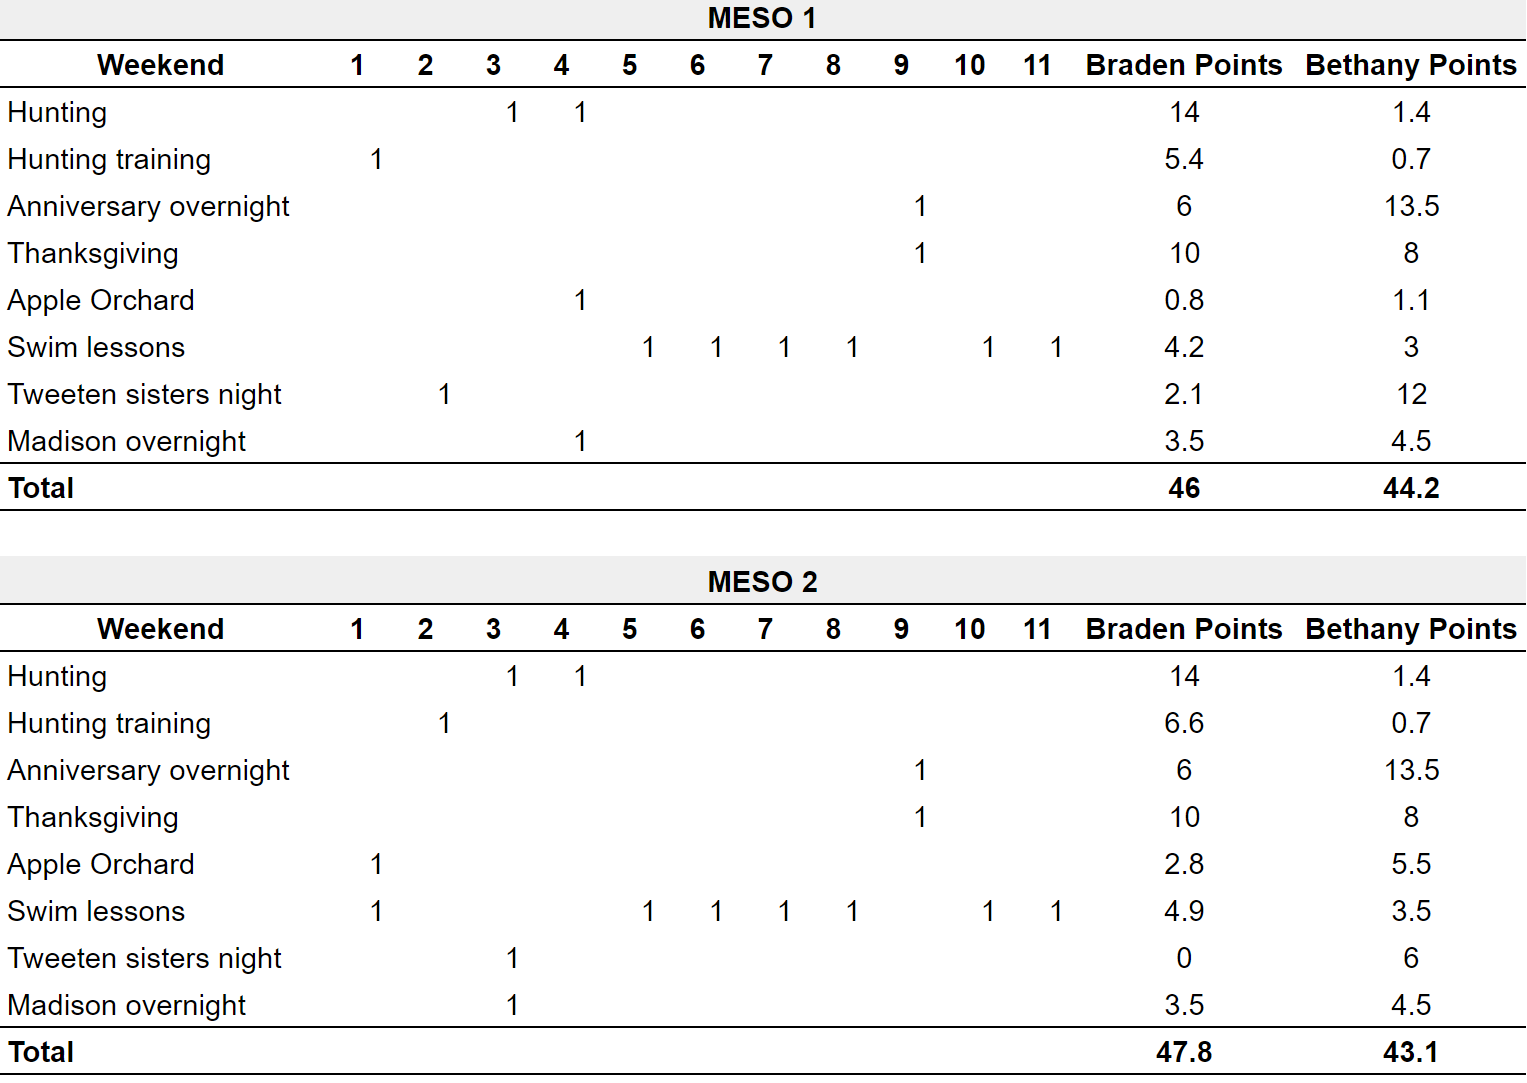 MESO 1
Weekend 1 2 3 4 5 6 7 8 9 10 11 Braden Points Bethany Points
Hunting 1 1 14 1.4
Hunting training 1 5.4 0.7
Anniversary overnight 1 6 13.5
Thanksgiving 1 10 8
Apple Orchard 1 0.8 1.1
Swim lessons 1 1 1 1 1 1 4.2 3
Tweeten sisters night 1 2.1 12
Madison overnight 1 3.5 4.5
Total 46 44.2
MESO 2
Weekend 1 2 3 4 5 6 7 8 9 10 11 Braden Points Bethany Points
Hunting 1 1 14 1.4
Hunting training 1 6.6 0.7
Anniversary overnight 1 6 13.5
Thanksgiving 1 10 8
Apple Orchard 1 2.8 5.5
Swim lessons 1 1 1 1 1 1 1 4.9 3.5
Tweeten sisters night 1 0 6
Madison overnight 1 3.5 4.5
Total 47.8 43.1